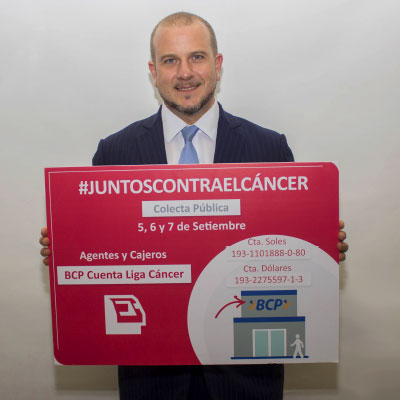 #JUNTOSCONTRAELCÁNCER
Colecta Pública
5, 6 y 7 de Setiembre
Agentes y Cajeros
BCP Cuenta Liga Cáncer
Cta. Soles
193-1101888-0-80
Cta. Dólares
193-2275597-1-3
BCP